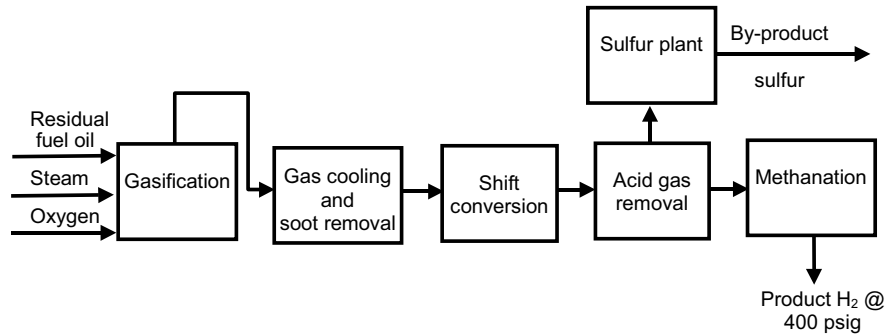 Sulfur plant
By-product
sulfur
Residual
fuel oil
Steam
Oxygen
Gasification
Gas cooling
and
soot removal
Shift
conversion
Acid gas
removal
Methanation
Product H₂ @
400 psig